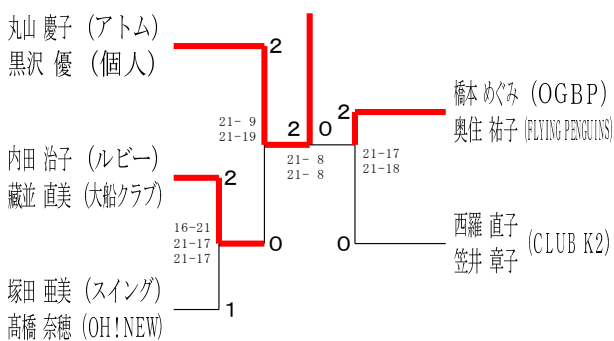 丸山 慶子 (アトム)
黒沢 優 (個人)
2
21- 9
21-19
2
0
21- 8
21- 8
2
橋本 めぐみ (OGBP)
奥住 祐子 (FLYING PENGUINS)
21-17
21-18
内田 治子 (ルビー)
藏並 直美 (大船クラブ)
2
16-21
21-17
21-17
0
0
西羅 直子
笠井 章子
(CLUB K2)
塚田 亜美 (スイング)
髙橋 奈穂 (OH!NEW)
1